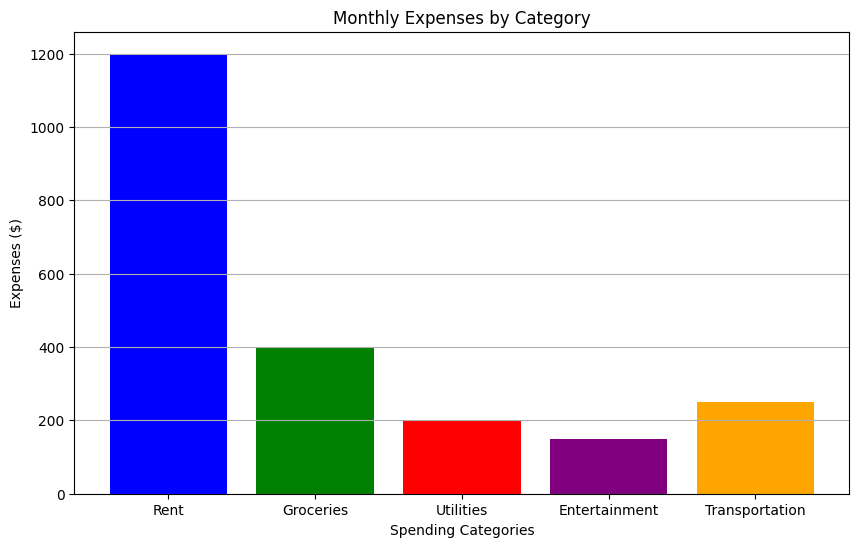 Monthly Expenses by Category
Expenses ($)
1200
1000
800
600
400
200
0
Rent Groceries Utilities Entertainment Transportation
Spending Categories